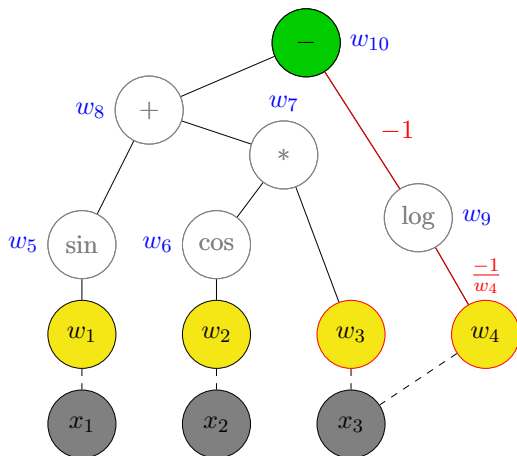 − w₁₀
w₈ + w₇
*
−1
w₅ sin w₆ cos log w₉
−1/w₄
w₁ w₂ w₃ w₄
x₁ x₂ x₃